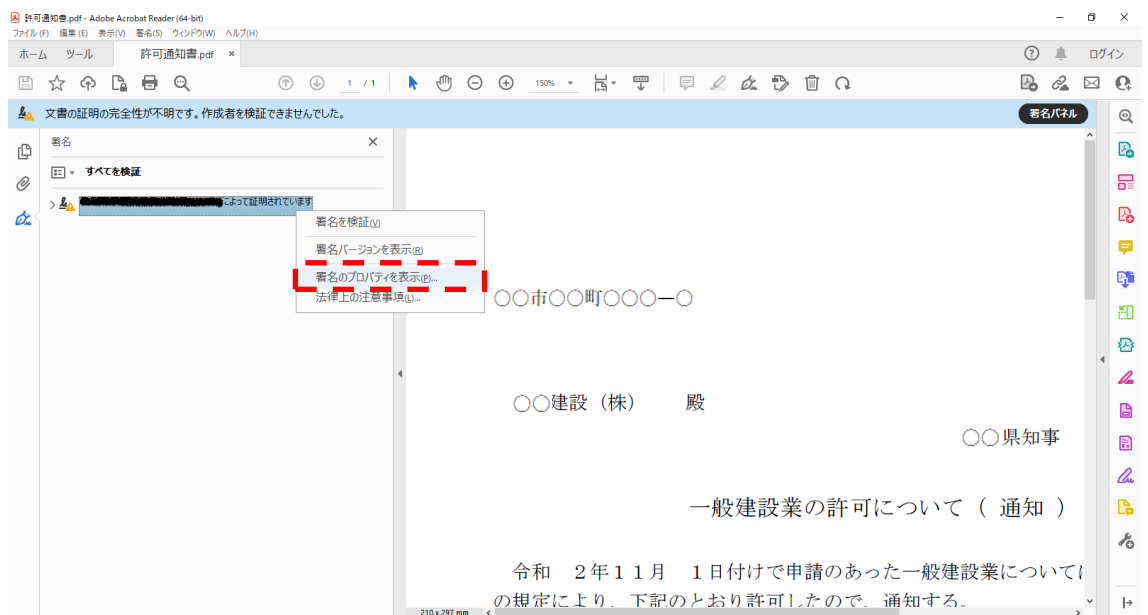 許可通知書.pdf - Adobe Acrobat Reader (64-bit)
ファイル(F) 編集(E) 表示(V) 署名(S) ウィンドウ(W) ヘルプ(H)
ホーム ツール 許可通知書.pdf × ログイン
1 / 1 150%
文書の証明の完全性が不明です。作成者を検証できませんでした。 署名パネル
署名
すべてを検証
によって証明されています
署名を検証(V)
署名バージョンを表示(R)
署名のプロパティを表示(P)...
法律上の注意事項(L)...
○○市○○町○○○―○
○○建設（株） 殿
○○県知事
一般建設業の許可について（ 通知 ）
令和 2年11月 1日付けで申請のあった一般建設業について
の規定により、下記のとおり許可したので、通知する。
210 x 297 mm